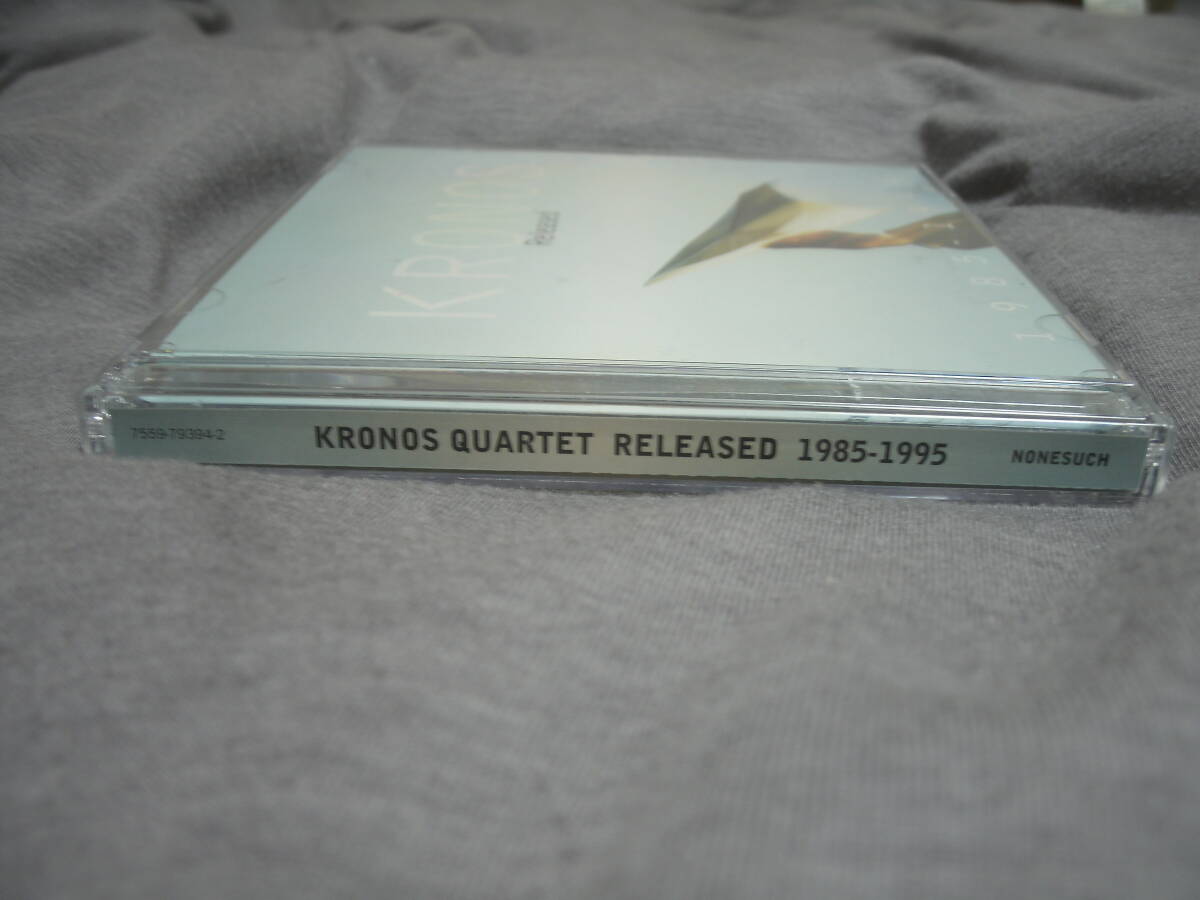 KRONOS
Released
1985
7559-79394-2 KRONOS QUARTET RELEASED 1985-1995 NONESUCH